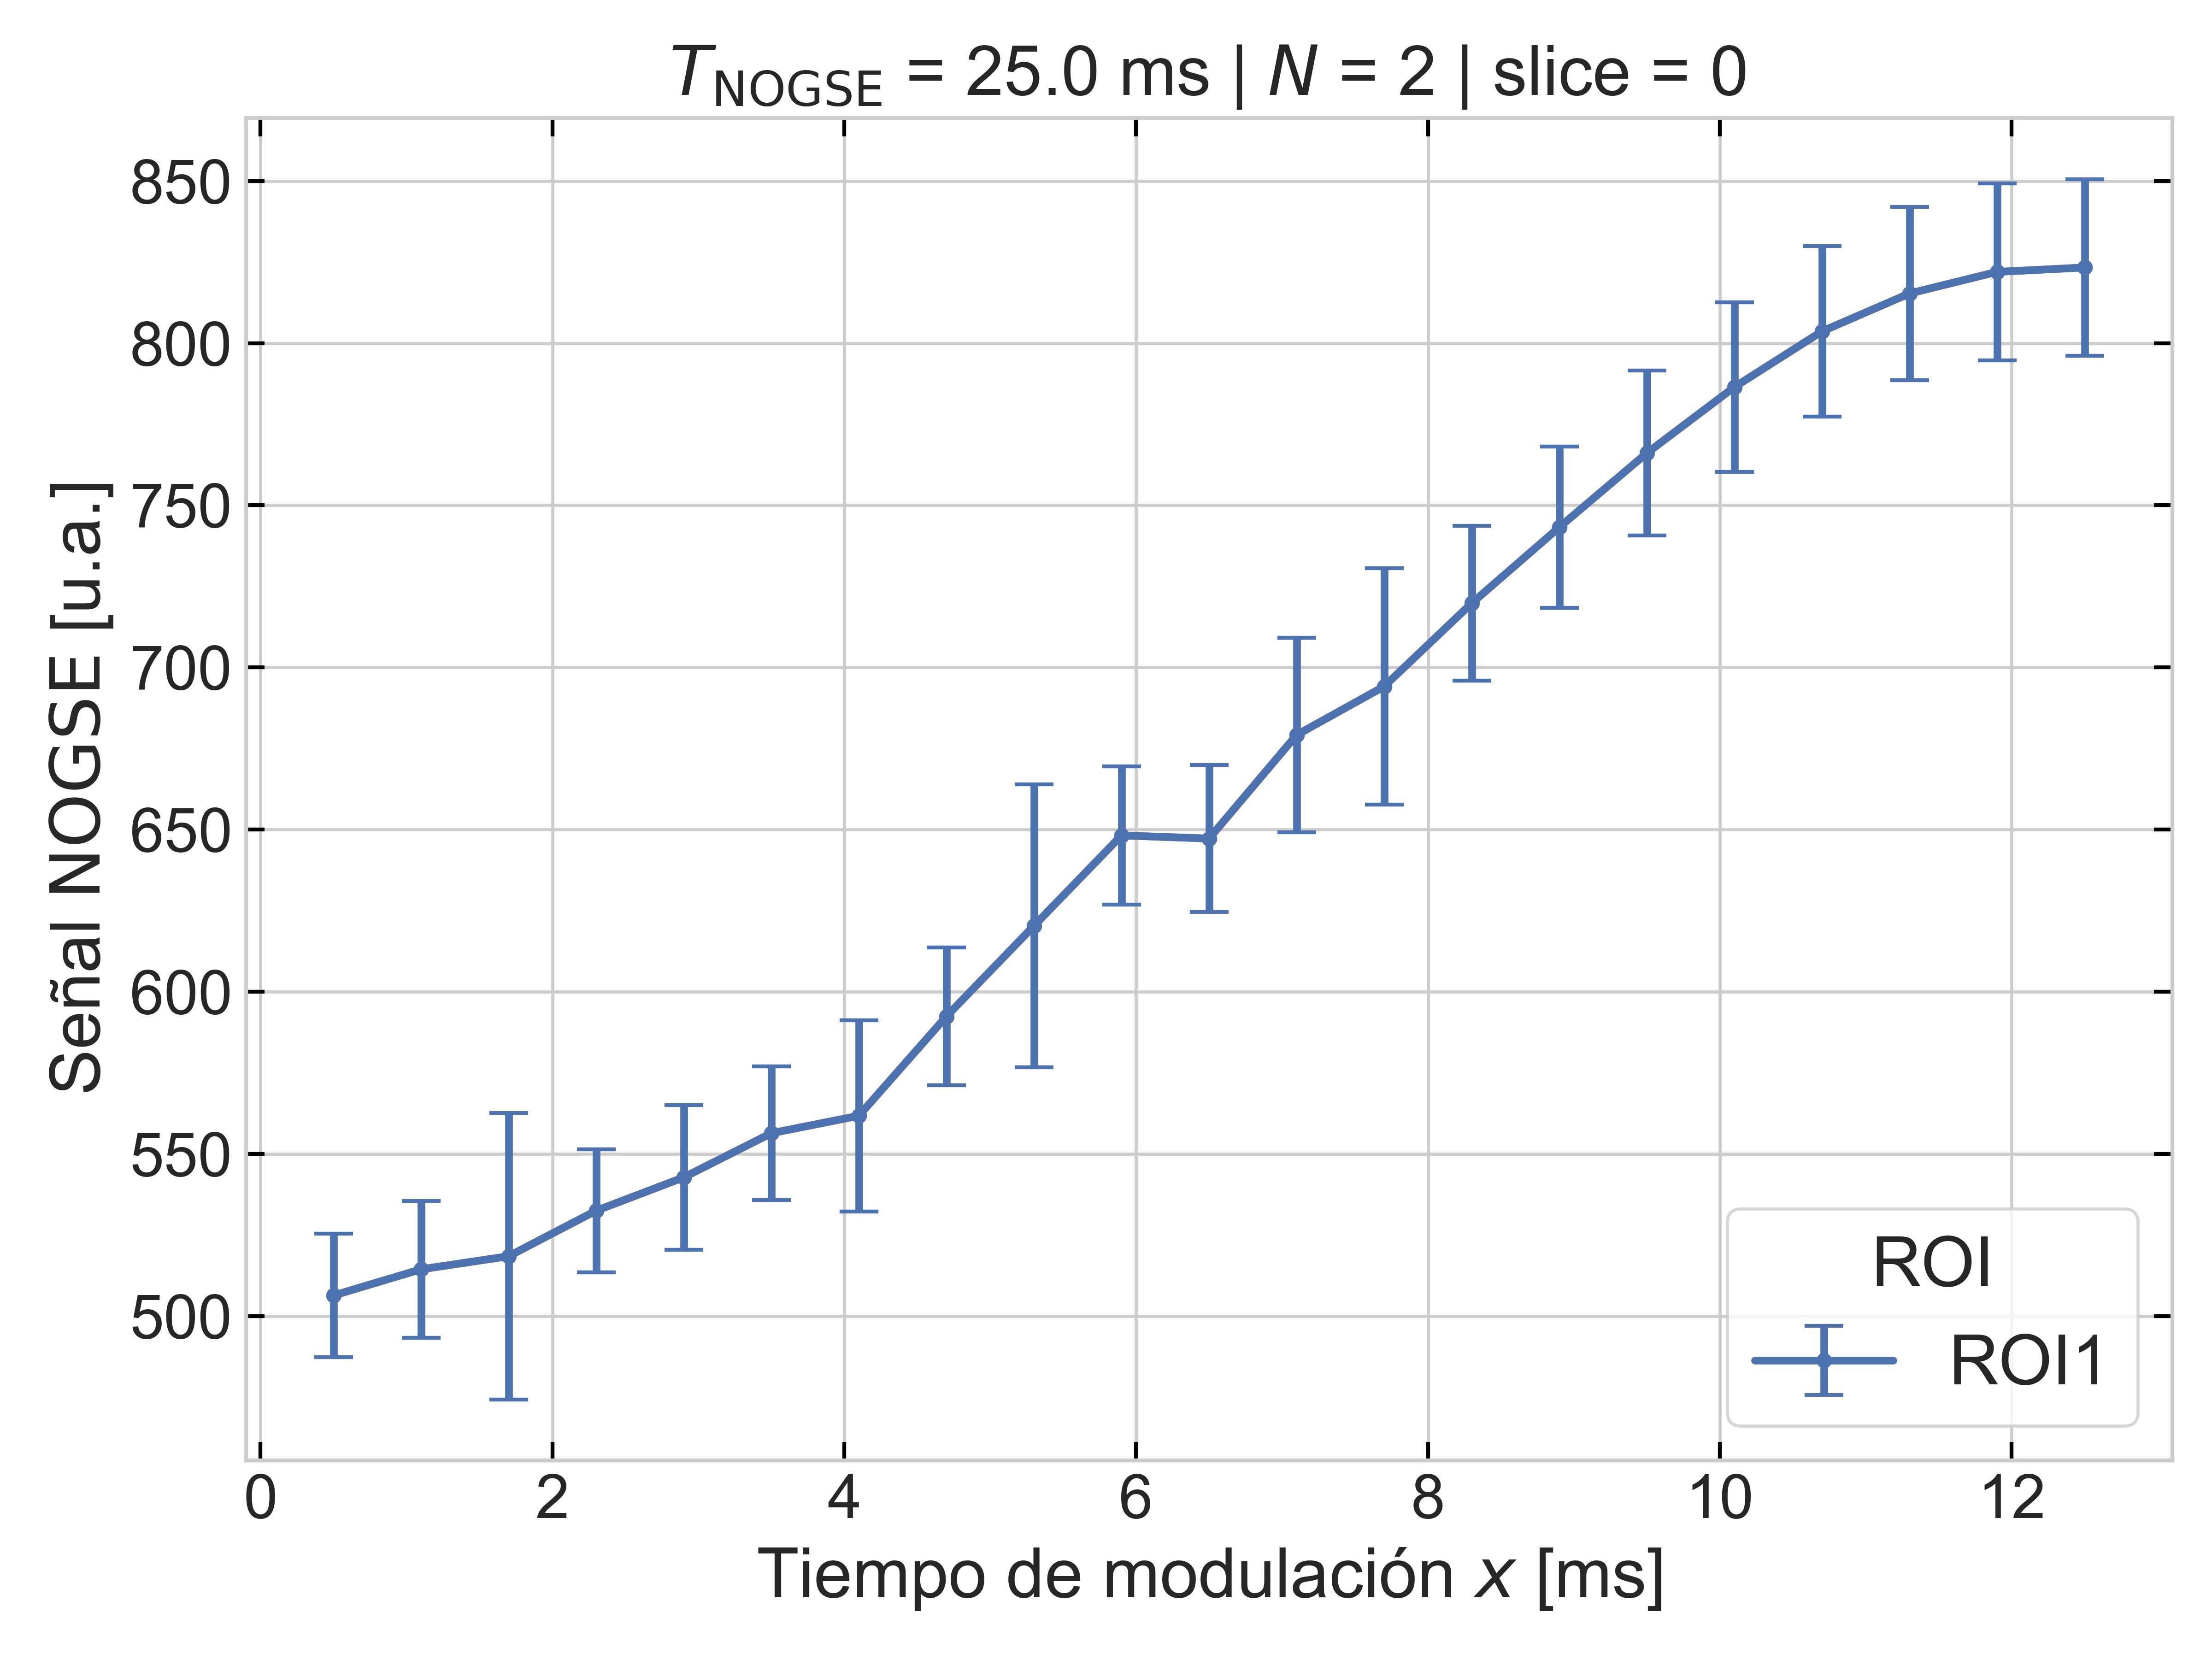 T_NOGSE = 25.0 ms | N = 2 | slice = 0
Señal NOGSE [u.a.]
850
800
750
700
650
600
550
500
0 2 4 6 8 10 12
Tiempo de modulación x [ms]
ROI
ROI1